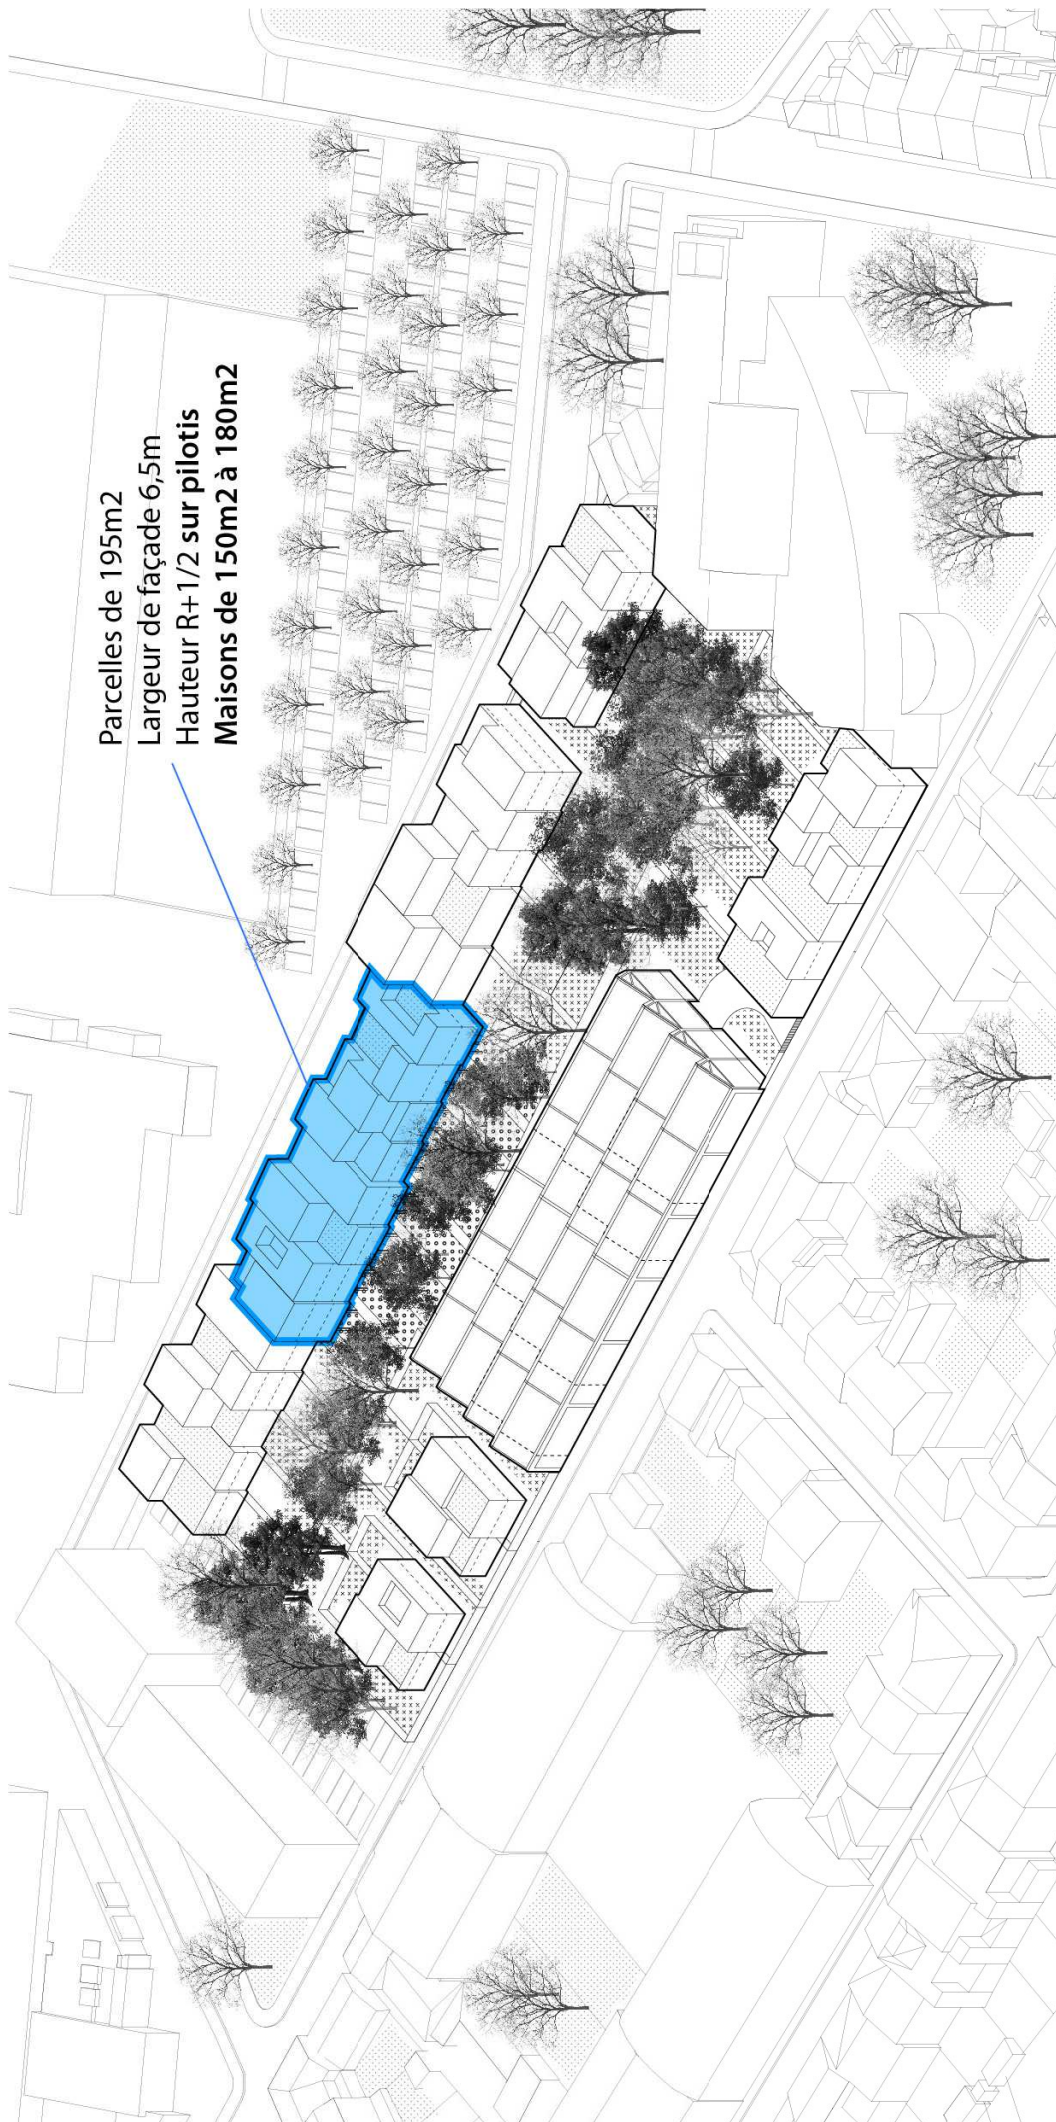 Parcelles de 195m2
Largeur de façade 6,5m
Hauteur R+1/2 sur pilotis
Maisons de 150m2 à 180m2